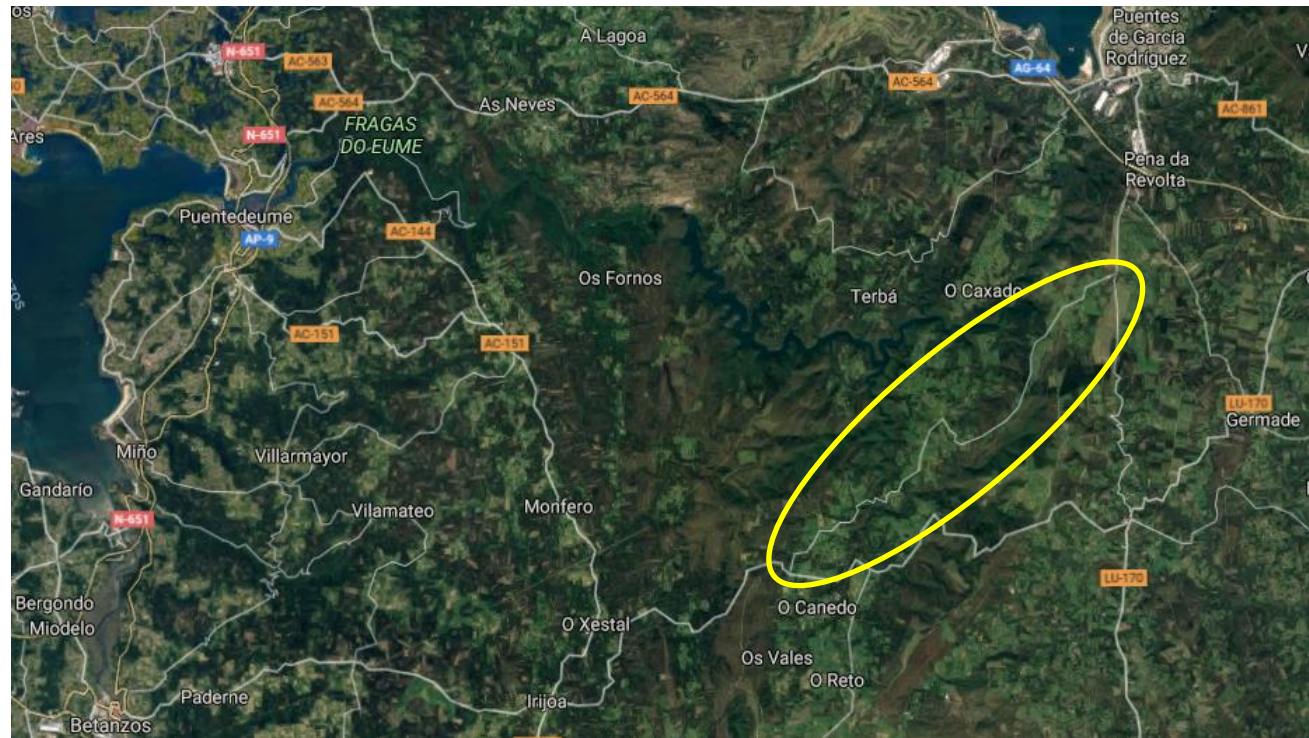 os
A Lagoa
Puentes
de García
Rodríguez
N-651
AC-563
AG-64
AC-564
AC-564
AC-564
As Neves
AC-861
N-651
FRAGAS
DO EUME
Ares
Pena da
Revolta
Puentedeume
AP-9
AC-144
Os Fornos
Terbá
O Caxado
zos
AC-151
AC-151
LU-170
Germade
Miño
Villarmayor
Gandarío
N-651
Vilamateo
Monfero
LU-170
Bergondo
Miodelo
O Xestal
O Canedo
Os Vales
O Reto
Paderne
Irijoa
Betanzos